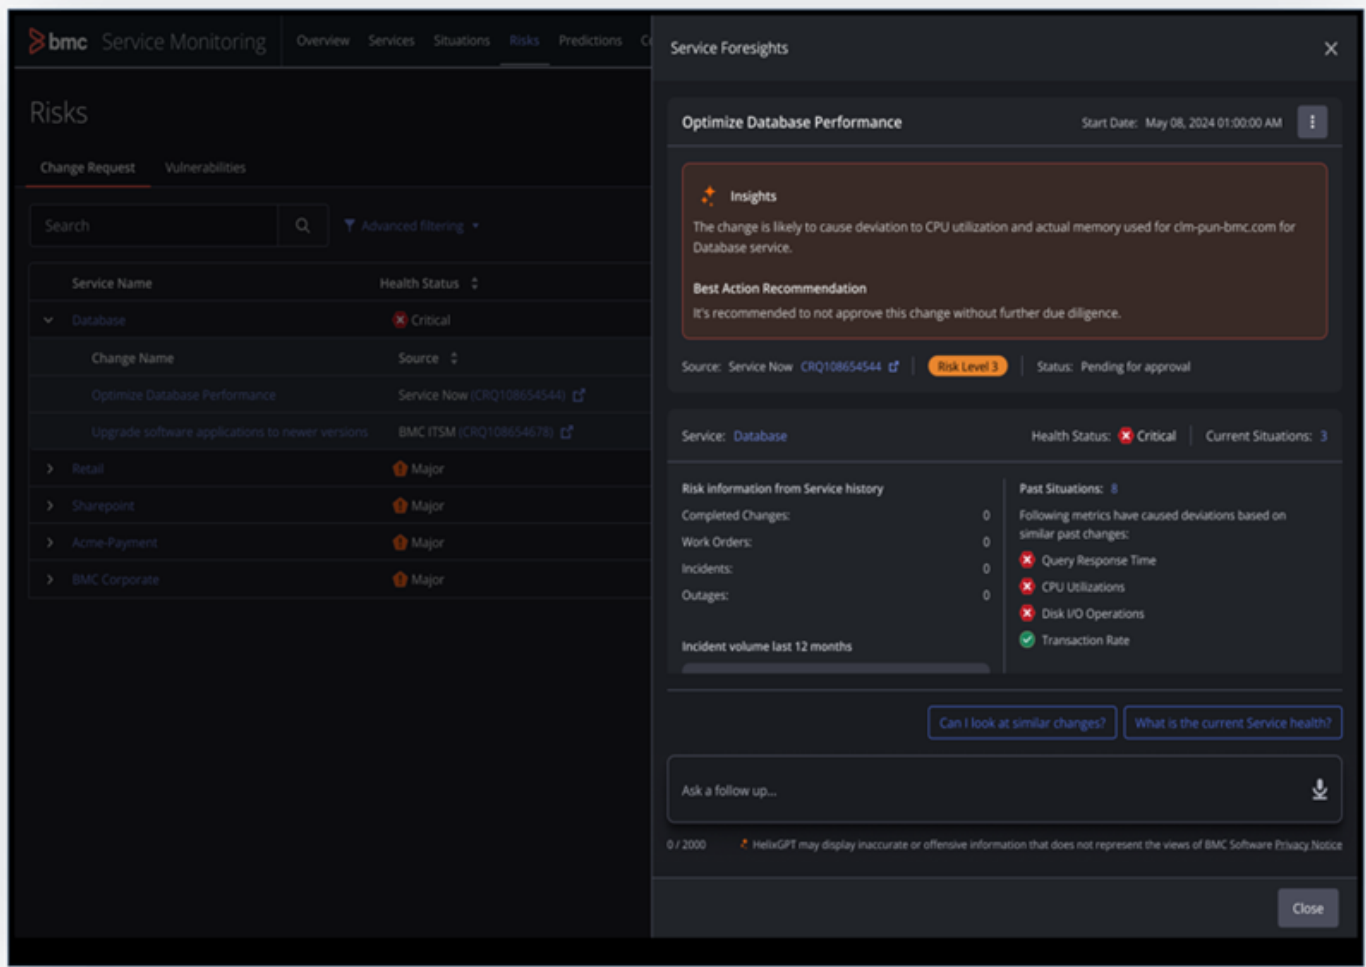 bmc Service Monitoring Overview Services Situations Risks Predictions
Risks
Change Request Vulnerabilities
Search Advanced filtering
Service Name Health Status
Database Critical
Change Name Source
Optimize Database Performance Service Now (CRQ108654544)
Upgrade software applications to newer versions BMC ITSM (CRQ108654678)
Retail Major
Sharepoint Major
Acme-Payment Major
BMC Corporate Major
Service Foresights
Optimize Database Performance Start Date: May 08, 2024 01:00:00 AM
Insights
The change is likely to cause deviation to CPU utilization and actual memory used for clm-pun-bmc.com for
Database service.
Best Action Recommendation
It's recommended to not approve this change without further due diligence.
Source: Service Now CRQ108654544 Risk Level 3 Status: Pending for approval
Service: Database Health Status: Critical Current Situations: 3
Risk information from Service history
Completed Changes: 0
Work Orders: 0
Incidents: 0
Outages: 0
Incident volume last 12 months
Past Situations: 8
Following metrics have caused deviations based on
similar past changes:
Query Response Time
CPU Utilizations
Disk I/O Operations
Transaction Rate
Can I look at similar changes? What is the current Service health?
Ask a follow up...
0 / 2000 HelixGPT may display inaccurate or offensive information that does not represent the views of BMC Software Privacy Notice
Close